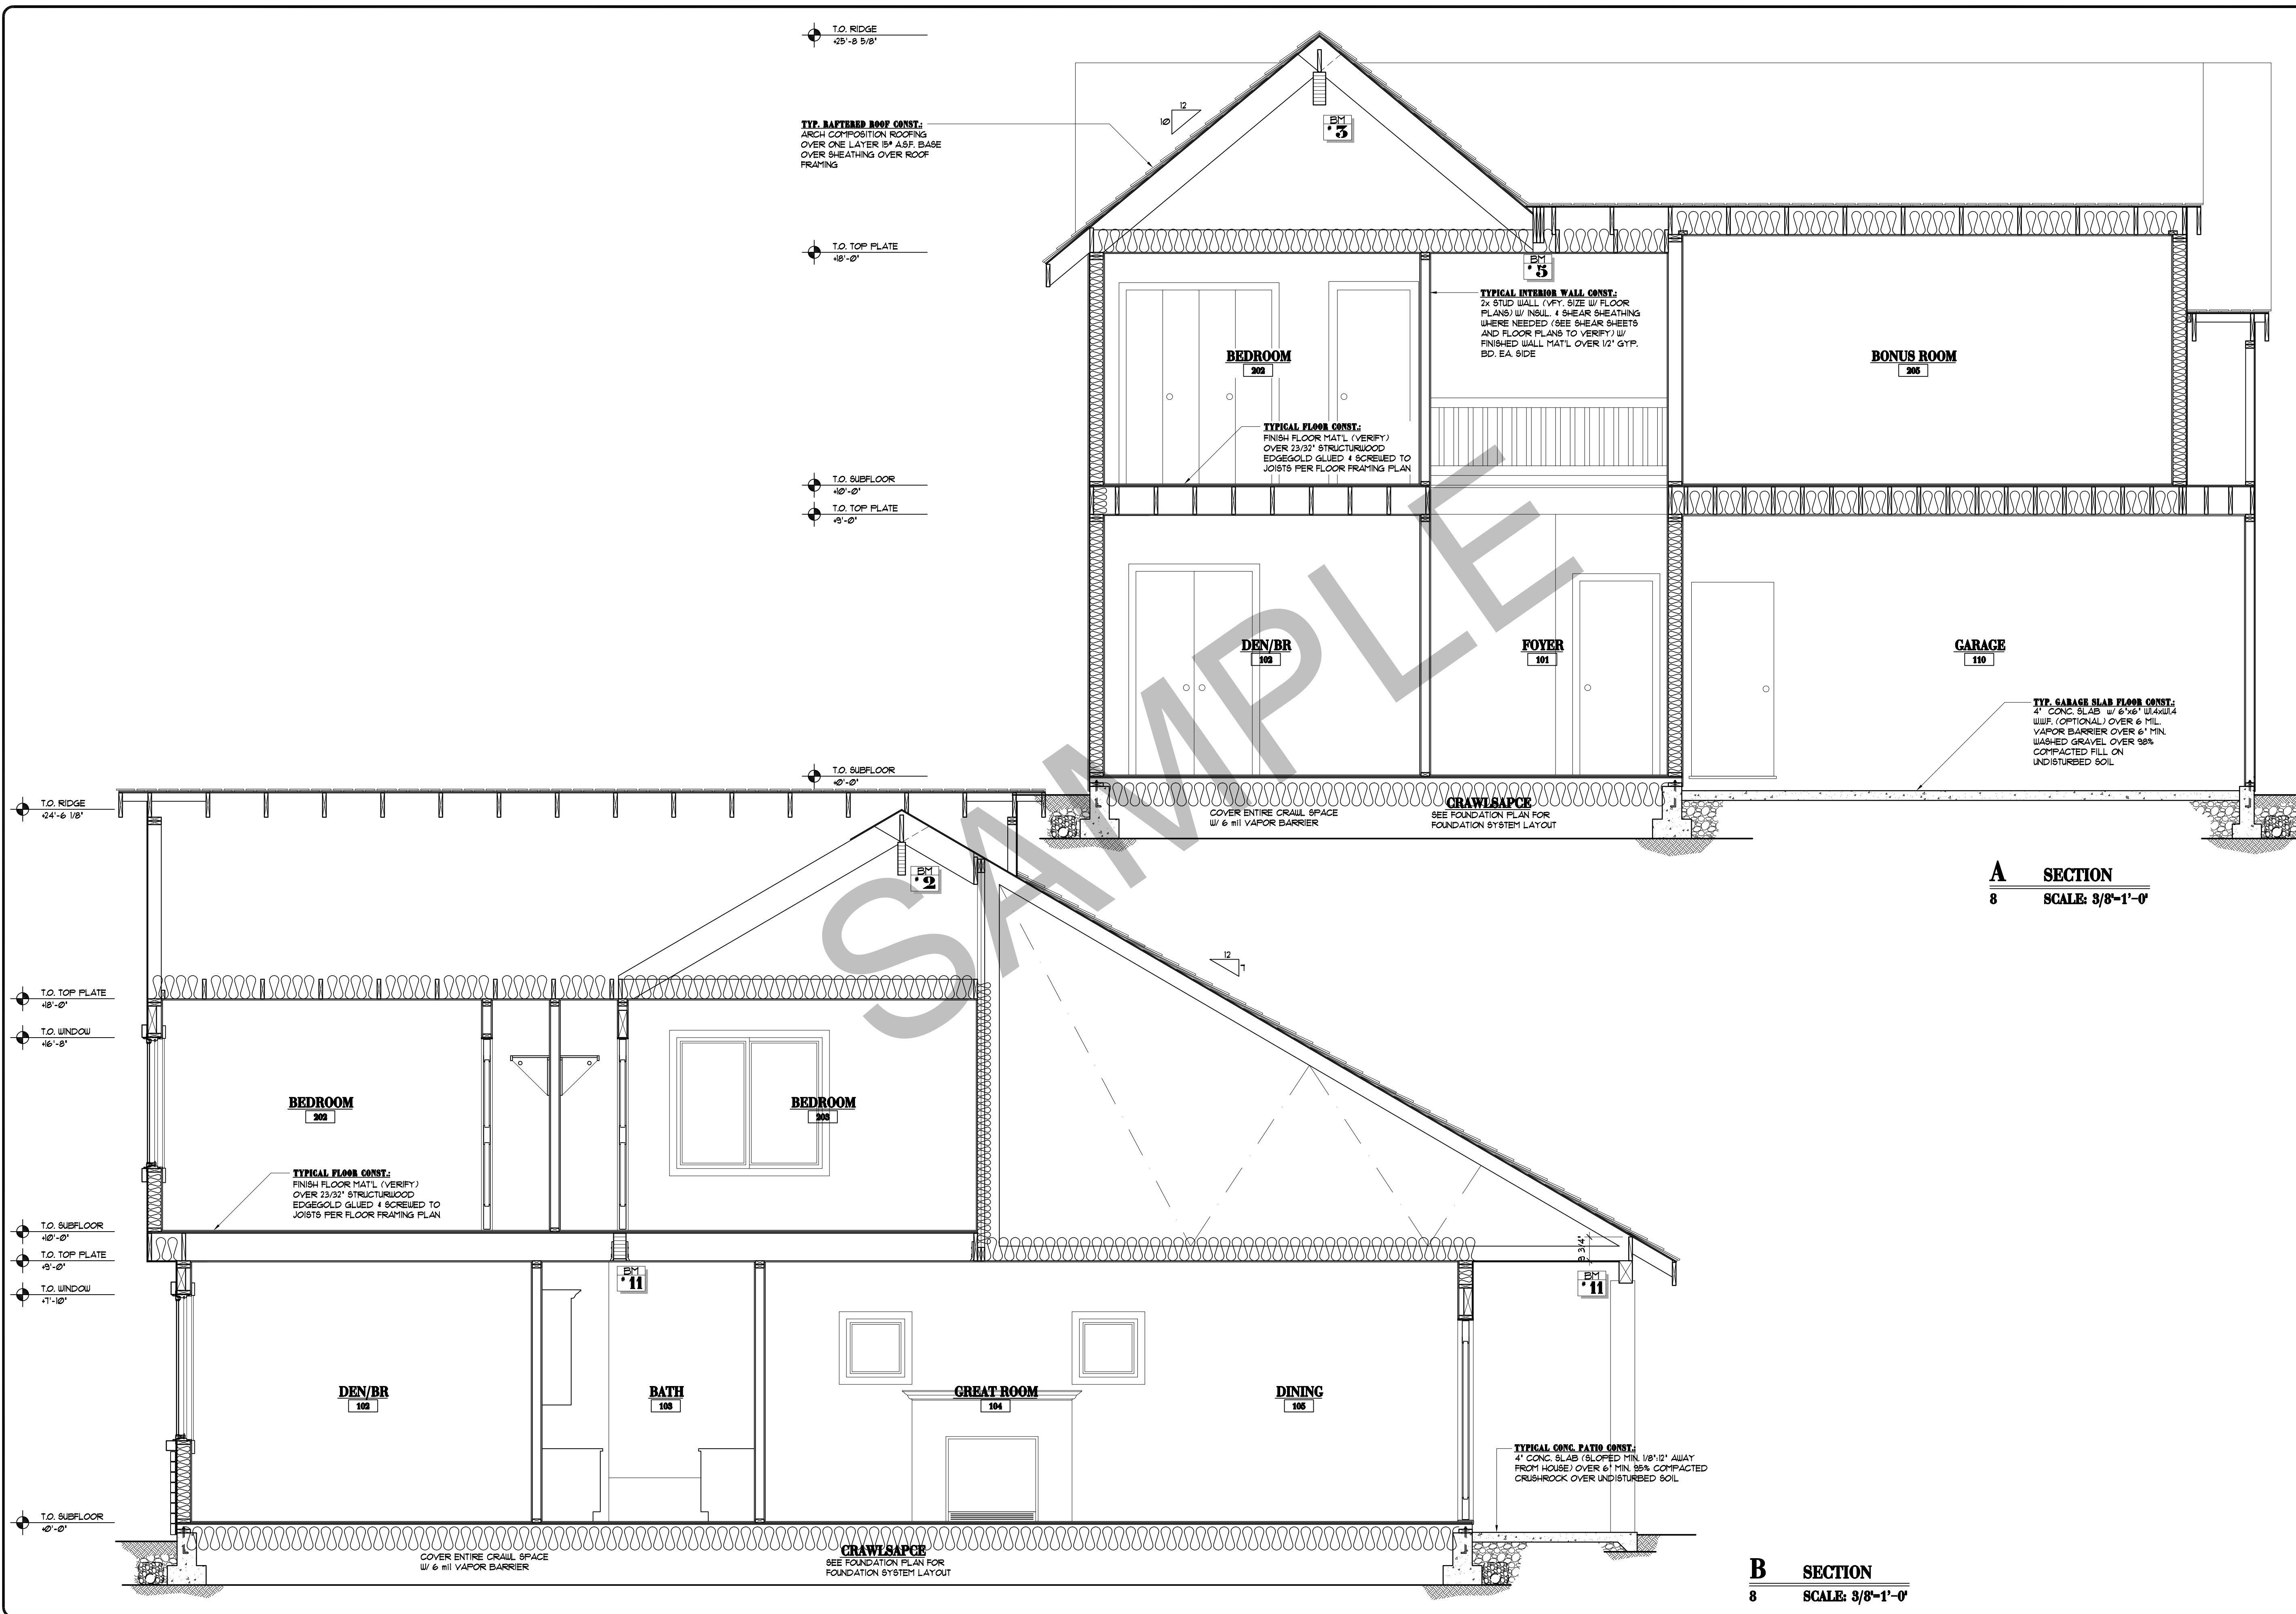 T.O. RIDGE
+25'-8 5/8"
12
10
TYP. RAFTERED ROOF CONST.:
ARCH COMPOSITION ROOFING
OVER ONE LAYER 15# A.S.F. BASE
OVER SHEATHING OVER ROOF
FRAMING
BM
#3
T.O. TOP PLATE
+18'-0"
BM
#5
TYPICAL INTERIOR WALL CONST.:
2x STUD WALL (VFY. SIZE W/ FLOOR
PLANS) W/ INSUL. & SHEAR SHEATHING
WHERE NEEDED (SEE SHEAR SHEETS
AND FLOOR PLANS TO VERIFY) W/
FINISHED WALL MAT'L OVER 1/2" GYP.
BD. EA. SIDE
BEDROOM
202
BONUS ROOM
205
TYPICAL FLOOR CONST.:
FINISH FLOOR MAT'L (VERIFY)
OVER 23/32" STRUCTURWOOD
EDGEGOLD GLUED & SCREWED TO
JOISTS PER FLOOR FRAMING PLAN
T.O. SUBFLOOR
+10'-0"
T.O. TOP PLATE
+9'-0"
DEN/BR
102
FOYER
101
GARAGE
110
TYP. GARAGE SLAB FLOOR CONST.:
4" CONC. SLAB w/ 6"x6" W1.4xW1.4
W.W.F. (OPTIONAL) OVER 6 MIL.
VAPOR BARRIER OVER 6" MIN.
WASHED GRAVEL OVER 98%
COMPACTED FILL ON
UNDISTURBED SOIL
T.O. SUBFLOOR
+0'-0"
COVER ENTIRE CRAWL SPACE
W/ 6 mil VAPOR BARRIER
CRAWLSAPCE
SEE FOUNDATION PLAN FOR
FOUNDATION SYSTEM LAYOUT
A SECTION
8 SCALE: 3/8"=1'-0"
SAMPLE
T.O. RIDGE
+24'-6 1/8"
BM
#2
12
7
T.O. TOP PLATE
+18'-0"
T.O. WINDOW
+16'-8"
BEDROOM
202
BEDROOM
203
TYPICAL FLOOR CONST.:
FINISH FLOOR MAT'L (VERIFY)
OVER 23/32" STRUCTURWOOD
EDGEGOLD GLUED & SCREWED TO
JOISTS PER FLOOR FRAMING PLAN
T.O. SUBFLOOR
+10'-0"
T.O. TOP PLATE
+9'-0"
9 3/4"
BM
#11
BM
#11
T.O. WINDOW
+7'-10"
DEN/BR
102
BATH
103
GREAT ROOM
104
DINING
105
TYPICAL CONC. PATIO CONST.:
4" CONC. SLAB (SLOPED MIN. 1/8":12" AWAY
FROM HOUSE) OVER 6" MIN. 95% COMPACTED
CRUSHROCK OVER UNDISTURBED SOIL
T.O. SUBFLOOR
+0'-0"
COVER ENTIRE CRAWL SPACE
W/ 6 mil VAPOR BARRIER
CRAWLSAPCE
SEE FOUNDATION PLAN FOR
FOUNDATION SYSTEM LAYOUT
B SECTION
8 SCALE: 3/8"=1'-0"